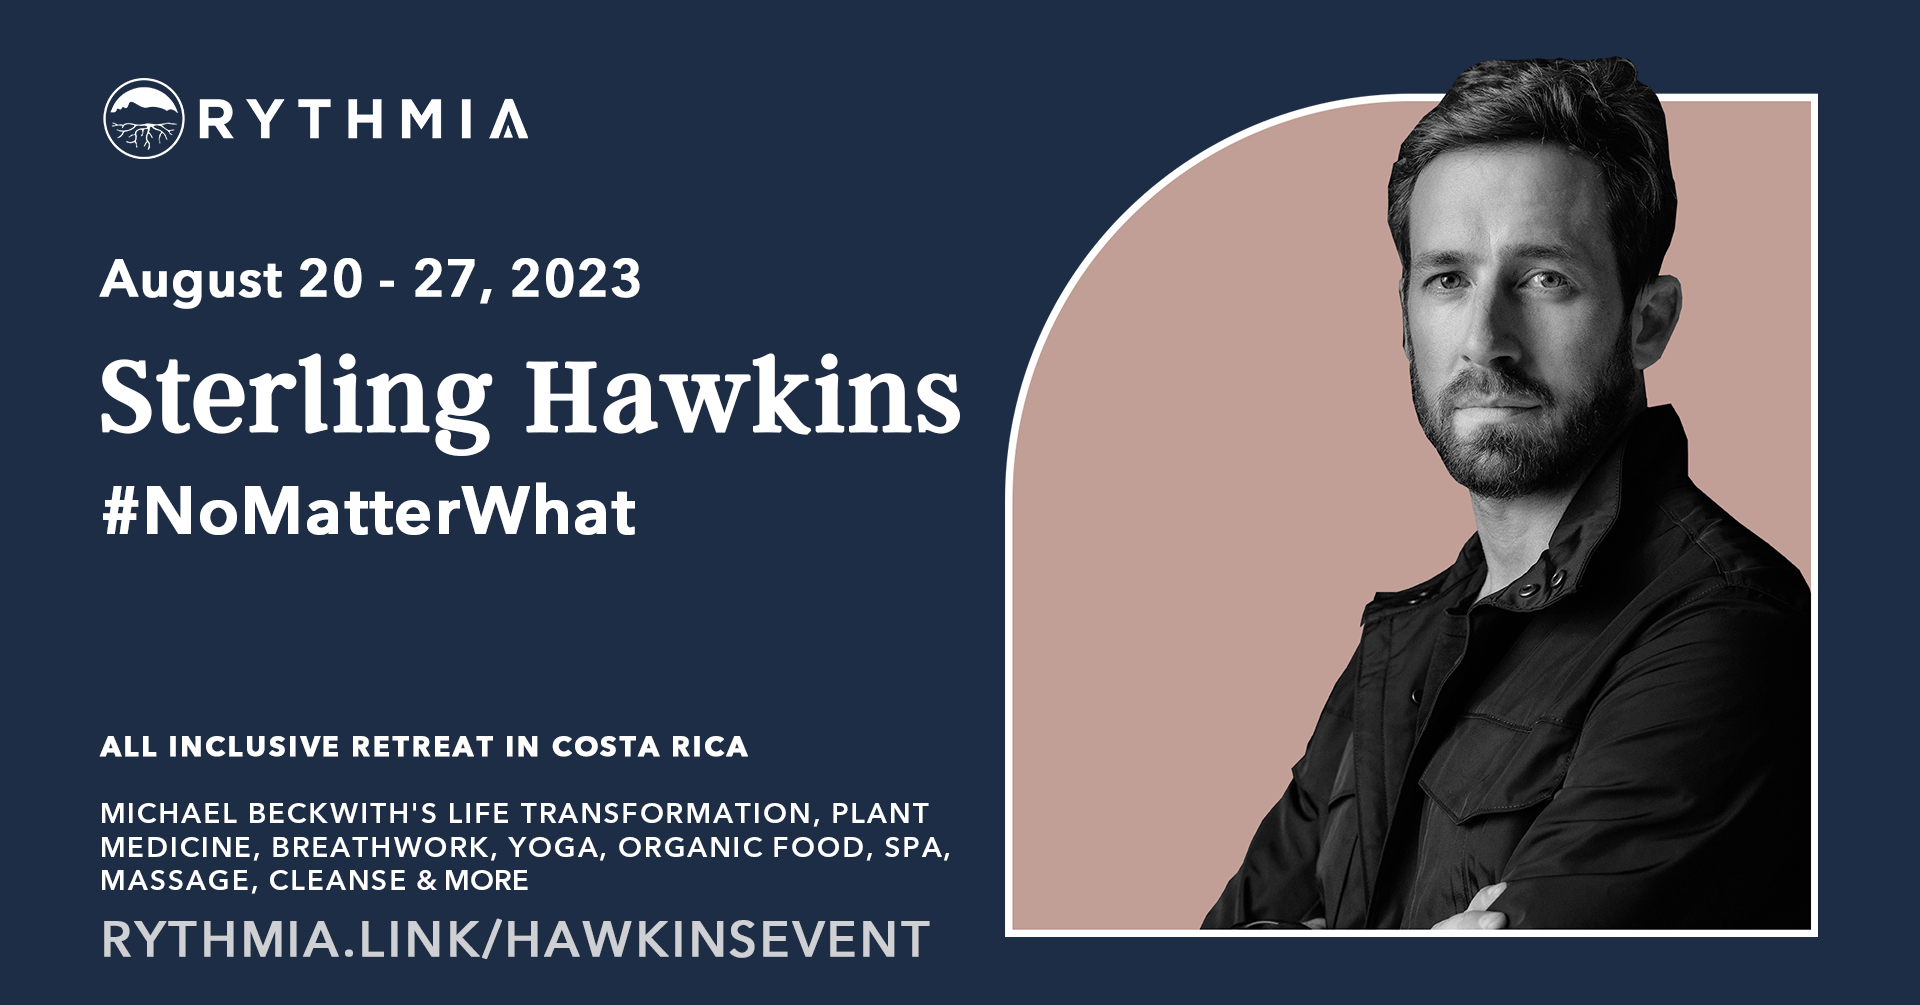 RYTHMIA
August 20 - 27, 2023
Sterling Hawkins
#NoMatterWhat
ALL INCLUSIVE RETREAT IN COSTA RICA
MICHAEL BECKWITH'S LIFE TRANSFORMATION, PLANT
MEDICINE, BREATHWORK, YOGA, ORGANIC FOOD, SPA,
MASSAGE, CLEANSE & MORE
RYTHMIA.LINK/HAWKINSEVENT